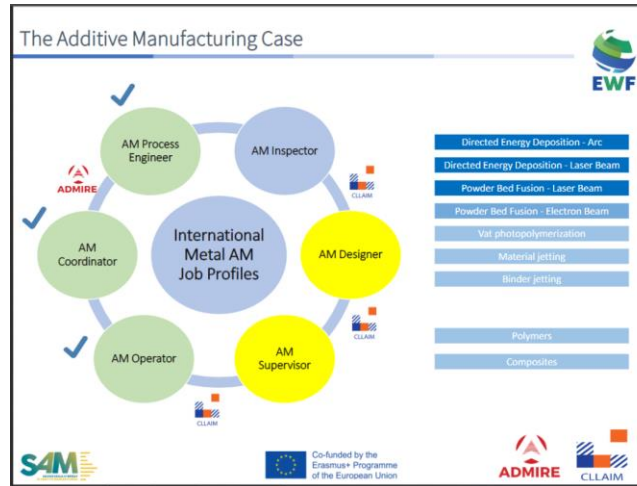 The Additive Manufacturing Case
EWF
AM Process
Engineer
AM Inspector
ADMIRE
CLLAIM
AM
Coordinator
International
Metal AM
Job Profiles
AM Designer
CLLAIM
AM Operator
AM
Supervisor
CLLAIM
Directed Energy Deposition - Arc
Directed Energy Deposition - Laser Beam
Powder Bed Fusion - Laser Beam
Powder Bed Fusion - Electron Beam
Vat photopolymerization
Material jetting
Binder jetting
Polymers
Composites
SAM
Co-funded by the
Erasmus+ Programme
of the European Union
ADMIRE
CLLAIM